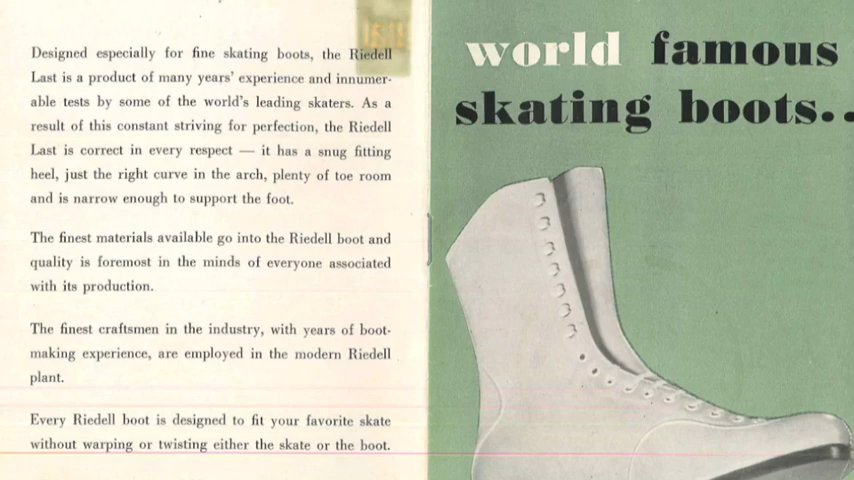 Designed especially for fine skating boots, the Riedell
Last is a product of many years' experience and innumer-
able tests by some of the world's leading skaters. As a
result of this constant striving for perfection, the Riedell
Last is correct in every respect — it has a snug fitting
heel, just the right curve in the arch, plenty of toe room
and is narrow enough to support the foot.
The finest materials available go into the Riedell boot and
quality is foremost in the minds of everyone associated
with its production.
The finest craftsmen in the industry, with years of boot-
making experience, are employed in the modern Riedell
plant.
Every Riedell boot is designed to fit your favorite skate
without warping or twisting either the skate or the boot.
world famous
skating boots..